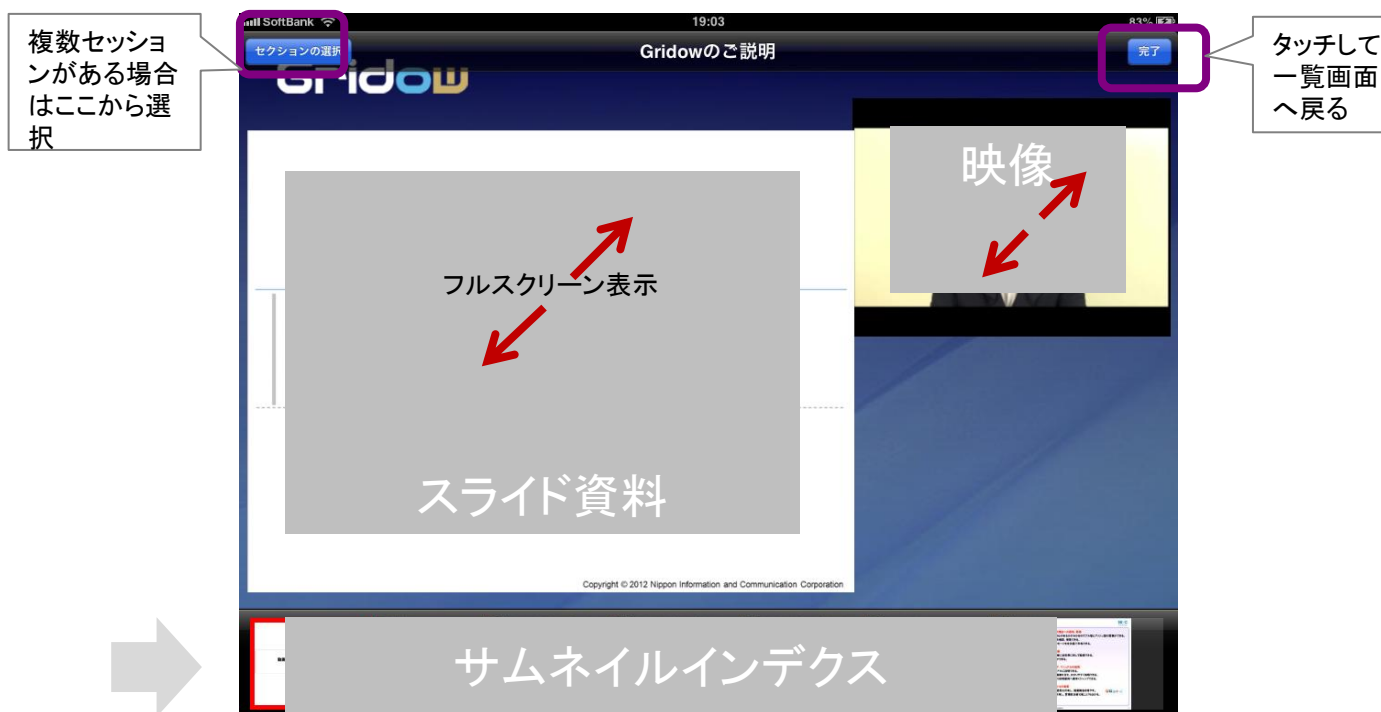 SoftBank
19:03
83%
複数セッショ
ンがある場合
はここから選
択
セクションの選択
Gridowのご説明
完了
タッチして
一覧画面
へ戻る
Gridow
映像
フルスクリーン表示
スライド資料
Copyright © 2012 Nippon Information and Communication Corporation
サムネイルインデクス